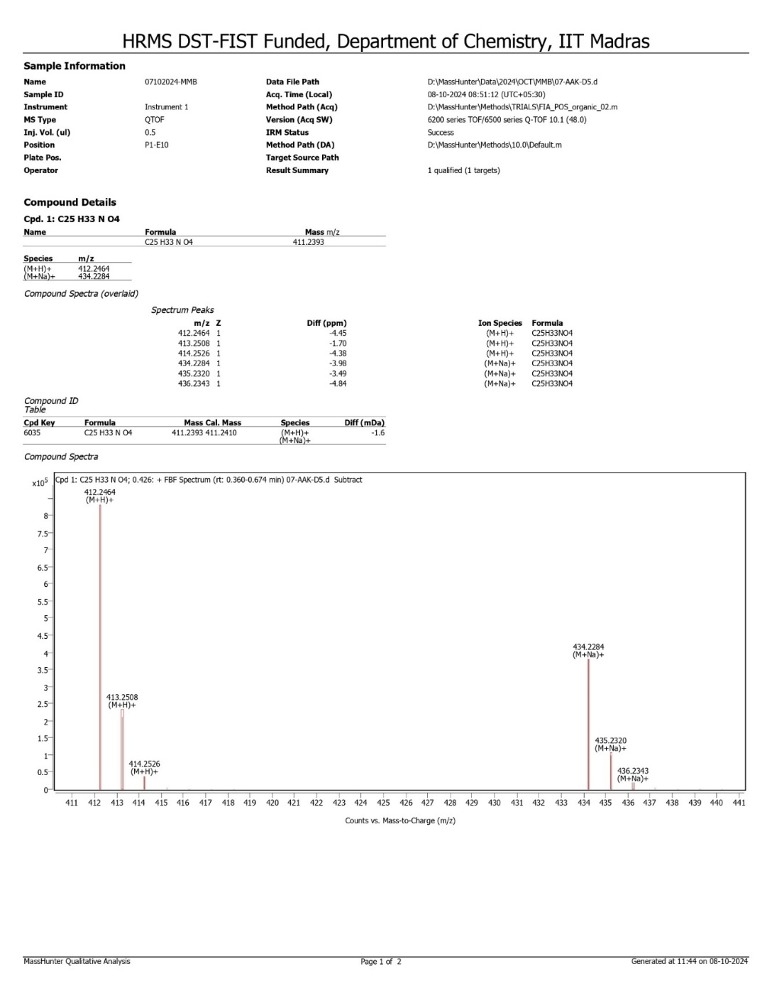 HRMS DST-FIST Funded, Department of Chemistry, IIT Madras
Sample Information
Name 07102024-MMB Data File Path D:\MassHunter\Data\2024\OCT\MMB\07-AAK-D5.d
Sample ID Acq. Time (Local) 08-10-2024 08:51:12 (UTC+05:30)
Instrument Instrument 1 Method Path (Acq) D:\MassHunter\Methods\TRIALS\FIA_POS_organic_02.m
MS Type QTOF Version (Acq SW) 6200 series TOF/6500 series Q-TOF 10.1 (48.0)
Inj. Vol. (ul) 0.5 IRM Status Success
Position P1-E10 Method Path (DA) D:\MassHunter\Methods\10.0\Default.m
Plate Pos. Target Source Path
Operator Result Summary 1 qualified (1 targets)
Compound Details
Cpd. 1: C25 H33 N O4
Name Formula Mass m/z
C25 H33 N O4 411.2393
Species m/z
(M+H)+ 412.2464
(M+Na)+ 434.2284
Compound Spectra (overlaid)
Spectrum Peaks
m/z Z Diff (ppm) Ion Species Formula
412.2464 1 -4.45 (M+H)+ C25H33NO4
413.2508 1 -1.70 (M+H)+ C25H33NO4
414.2526 1 -4.38 (M+H)+ C25H33NO4
434.2284 1 -3.98 (M+Na)+ C25H33NO4
435.2320 1 -3.49 (M+Na)+ C25H33NO4
436.2343 1 -4.84 (M+Na)+ C25H33NO4
Compound ID
Table
Cpd Key Formula Mass Cal. Mass Species Diff (mDa)
6035 C25 H33 N O4 411.2393 411.2410 (M+H)+ -1.6
(M+Na)+
Compound Spectra
x10⁵ Cpd 1: C25 H33 N O4; 0.426: + FBF Spectrum (rt: 0.360-0.674 min) 07-AAK-D5.d Subtract
412.2464
(M+H)+
8
7.5
7
6.5
6
5.5
5
4.5
434.2284
4 (M+Na)+
3.5
3
413.2508
2.5 (M+H)+
2
1.5
435.2320
1 (M+Na)+
414.2526
0.5 (M+H)+
436.2343
(M+Na)+
0
411 412 413 414 415 416 417 418 419 420 421 422 423 424 425 426 427 428 429 430 431 432 433 434 435 436 437 438 439 440 441
Counts vs. Mass-to-Charge (m/z)
MassHunter Qualitative Analysis Page 1 of 2 Generated at 11:44 on 08-10-2024